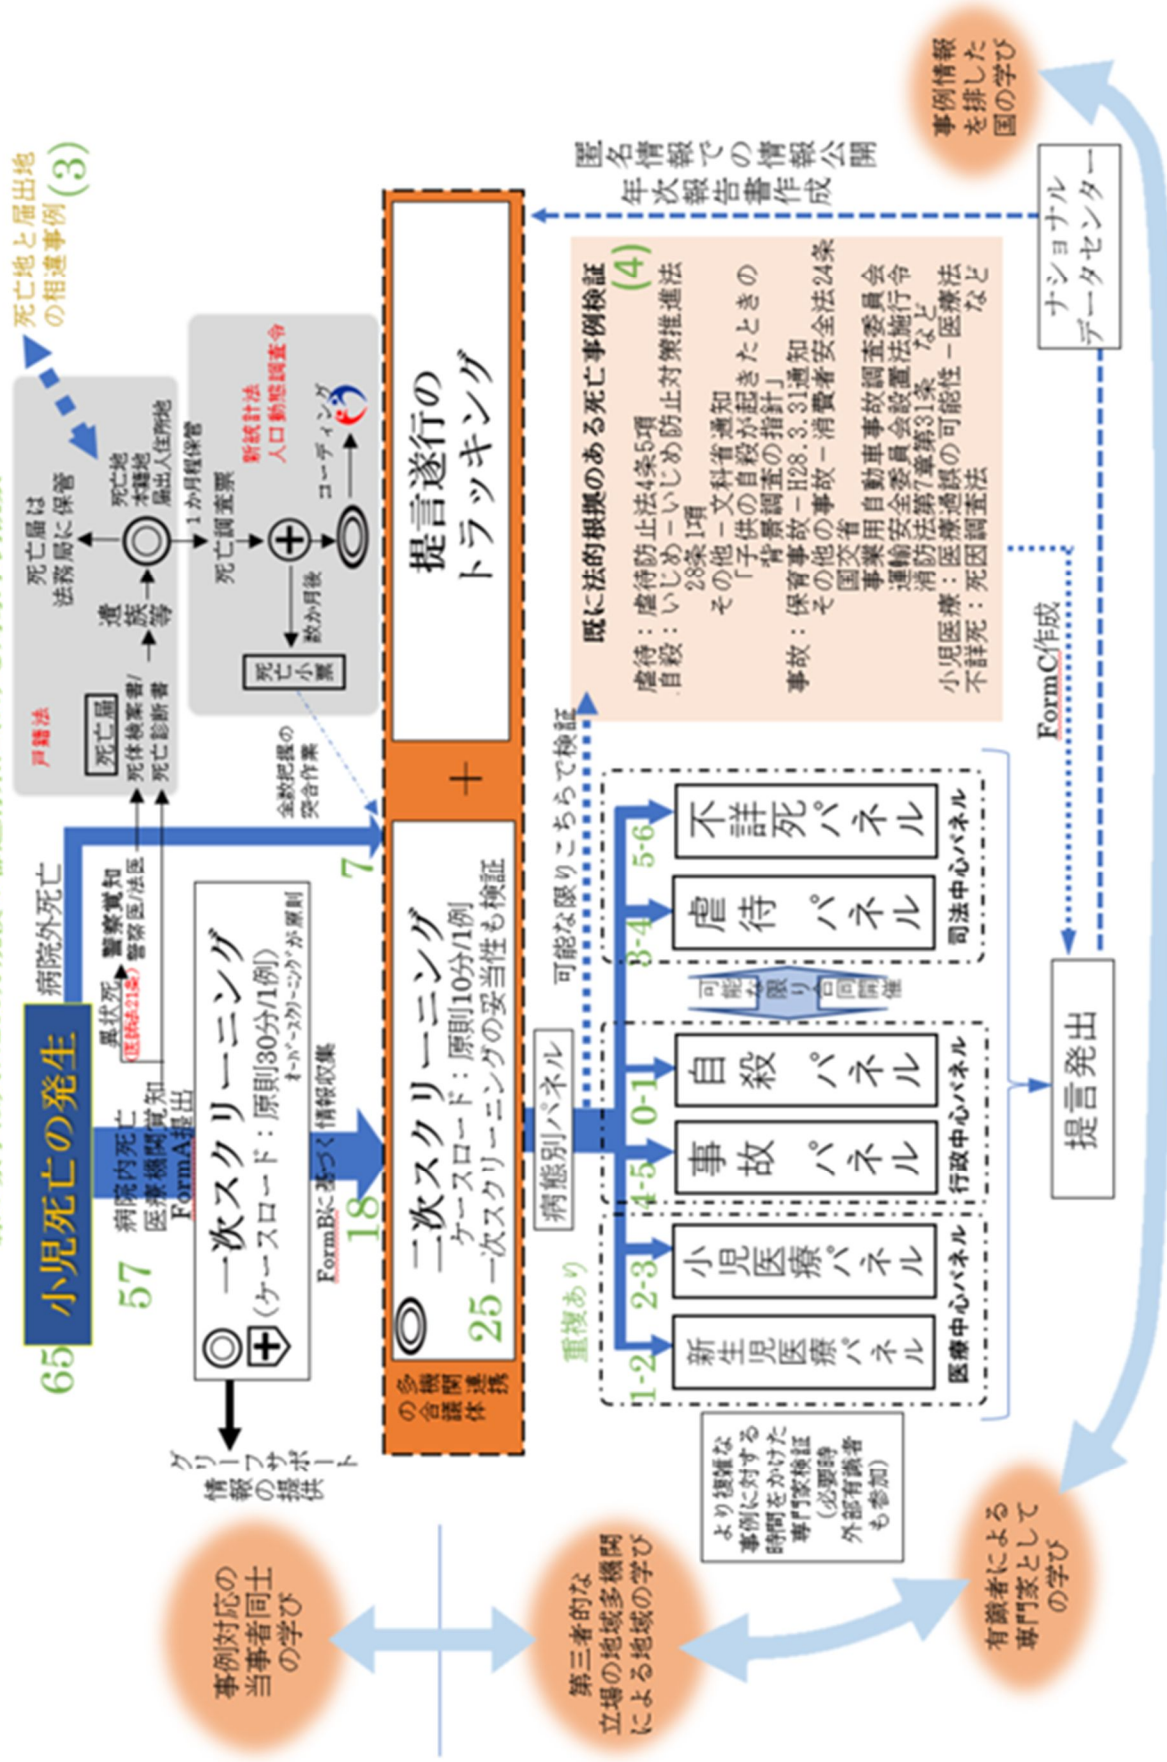 65
小児死亡の発生
57
病院内死亡
医療機関覚知
FormA提出
異状死
(医師法21条)
警察覚知
警察医/法医
病院外死亡
戸籍法
死亡届
死体検案書/
死亡診断書
遺族等
死亡届は
法務局に保管
死亡地
本籍地
届出人住所地
1か月程保管
死亡地と届出地
の相違事例
(3)
死亡調査票
新統計法
人口動態調査令
コーディング
数か月後
死亡小票
全数把握の
突合作業
7
一次スクリーニング
(ケースロード：原則30分/1例)
オーバースクリーニングが原則
グリーフサポート
情報の提供
FormBに基づく情報収集
18
多機関連携
の合議体
二次スクリーニング
ケースロード：原則10分/1例
一次スクリーニングの妥当性も検証
25
＋
提言遂行の
トラッキング
匿名情報での情報公開
年次報告書作成
病態別パネル
重複あり
可能な限りこちらで検証
1-2
新生児医療パネル
2-3
小児医療パネル
医療中心パネル
4-5
事故パネル
0-1
自殺パネル
行政中心パネル
可能な限り合同開催
3-4
虐待パネル
5-6
不詳死パネル
司法中心パネル
より複雑な
事例に対する
時間をかけた
専門家検証
(必要時
外部有識者
も参加)
既に法的根拠のある死亡事例検証
(4)
虐待：虐待防止法4条5項
自殺：いじめ－いじめ防止対策推進法
28条1項
その他－文科省通知
「子供の自殺が起きたときの
背景調査の指針」
事故：保育事故－H28.3.31通知
その他の事故－消費者安全法24条
国交省
事業用自動車事故調査委員会
運輸安全委員会設置法施行令
消防法第7章第31条　など
小児医療：医療過誤の可能性－医療法
不詳死：死因調査法　など
FormC作成
提言発出
ナショナル
データセンター
事例対応の
当事者同士
の学び
第三者的な
立場の地域多機関
による地域の学び
有識者による
専門家として
の学び
事例情報
を排した
国の学び